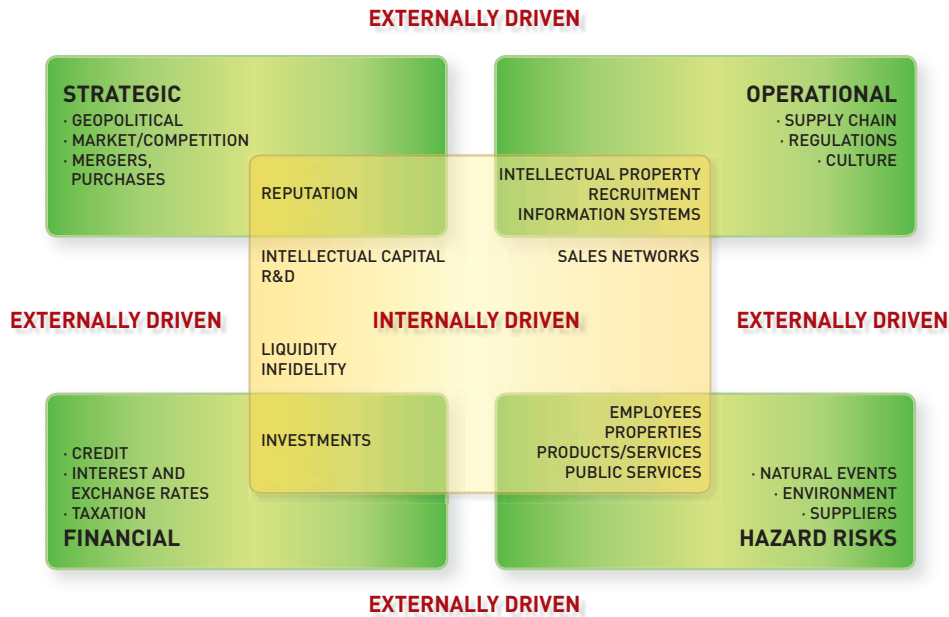 EXTERNALLY DRIVEN
STRATEGIC
· GEOPOLITICAL
· MARKET/COMPETITION
· MERGERS,
PURCHASES
OPERATIONAL
· SUPPLY CHAIN
· REGULATIONS
· CULTURE
REPUTATION
INTELLECTUAL PROPERTY
RECRUITMENT
INFORMATION SYSTEMS
INTELLECTUAL CAPITAL
R&D
SALES NETWORKS
EXTERNALLY DRIVEN
INTERNALLY DRIVEN
EXTERNALLY DRIVEN
LIQUIDITY
INFIDELITY
INVESTMENTS
EMPLOYEES
PROPERTIES
PRODUCTS/SERVICES
PUBLIC SERVICES
· CREDIT
· INTEREST AND
EXCHANGE RATES
· TAXATION
FINANCIAL
· NATURAL EVENTS
· ENVIRONMENT
· SUPPLIERS
HAZARD RISKS
EXTERNALLY DRIVEN